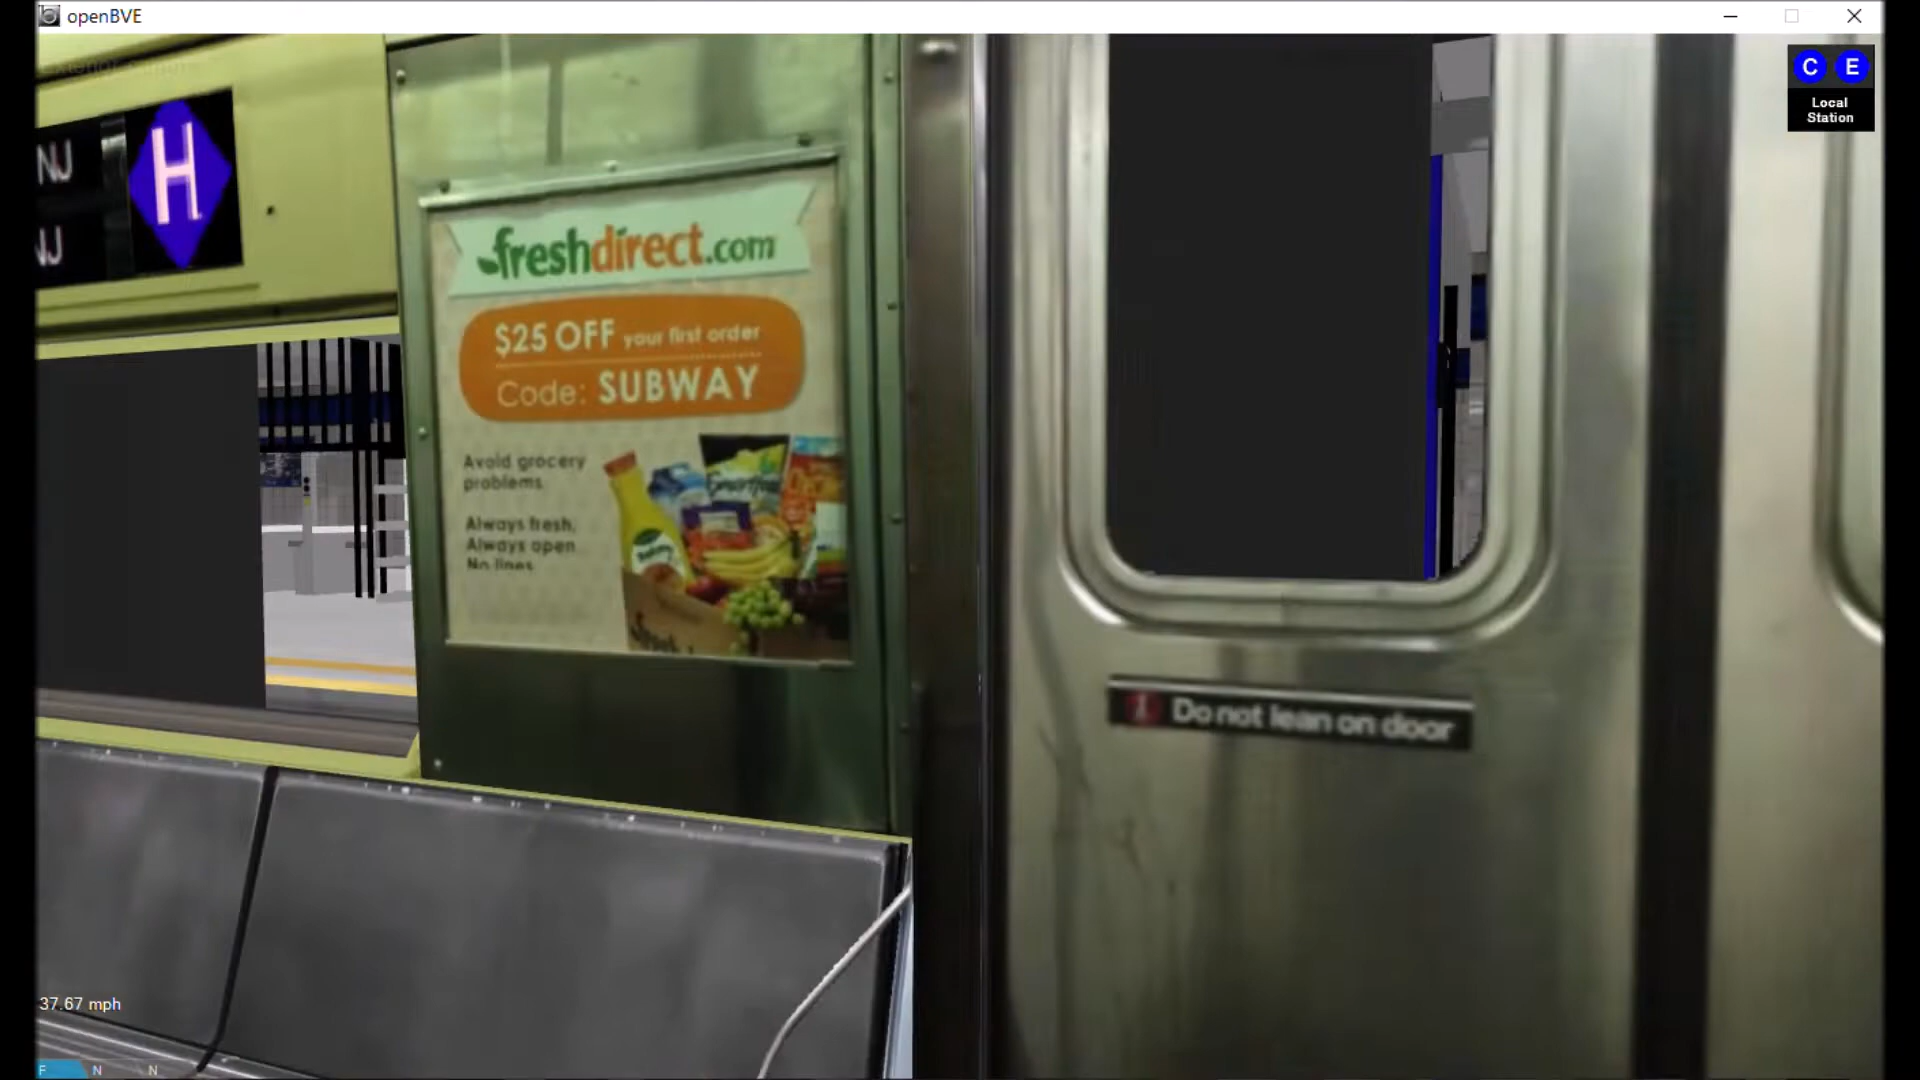 openBVE
C E
Local
Station
NJ
H
NJ
freshdirect.com
$25 OFF your first order
Code: SUBWAY
Avoid grocery
problems.
Always fresh,
Always open
No lines
Smartfood
Do not lean on door
37.67 mph
F N N